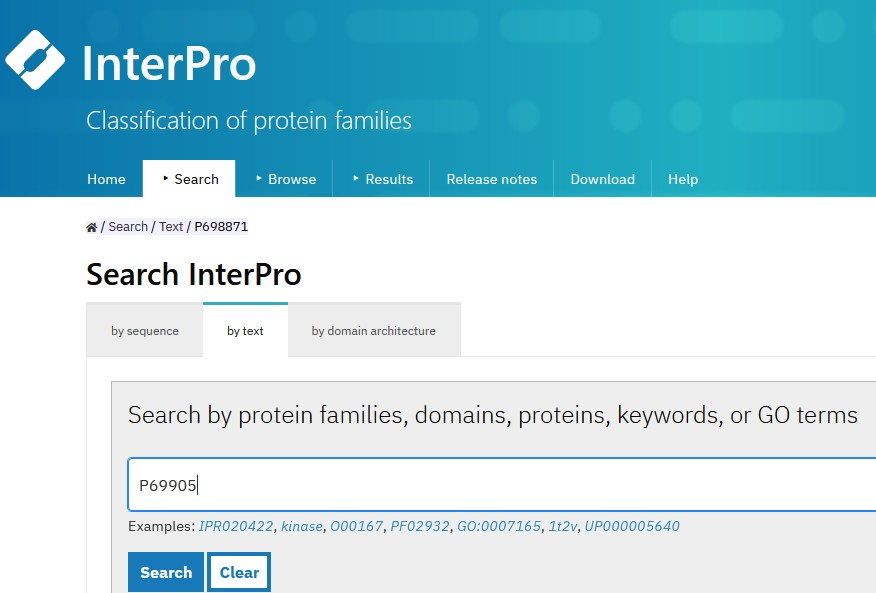 InterPro
Classification of protein families
Home ‣ Search ‣ Browse ‣ Results Release notes Download Help
/ Search / Text / P698871
Search InterPro
by sequence by text by domain architecture
Search by protein families, domains, proteins, keywords, or GO terms
P69905
Examples: IPR020422, kinase, O00167, PF02932, GO:0007165, 1t2v, UP000005640
Search Clear